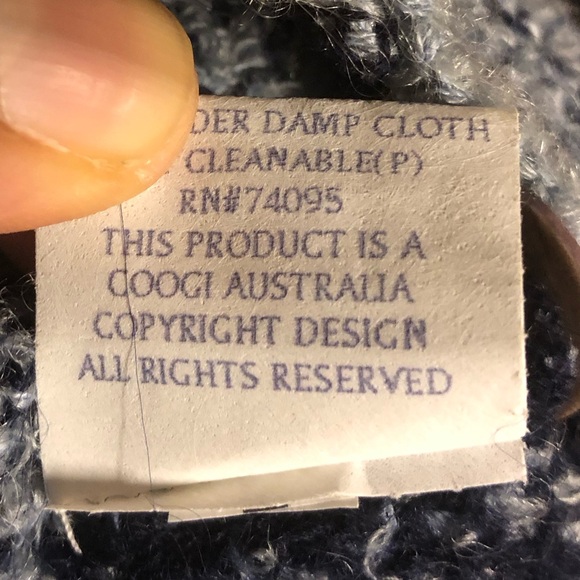 DER DAMP CLOTH
CLEANABLE(P)
RN#74095
THIS PRODUCT IS A
COOGI AUSTRALIA
COPYRIGHT DESIGN
ALL RIGHTS RESERVED